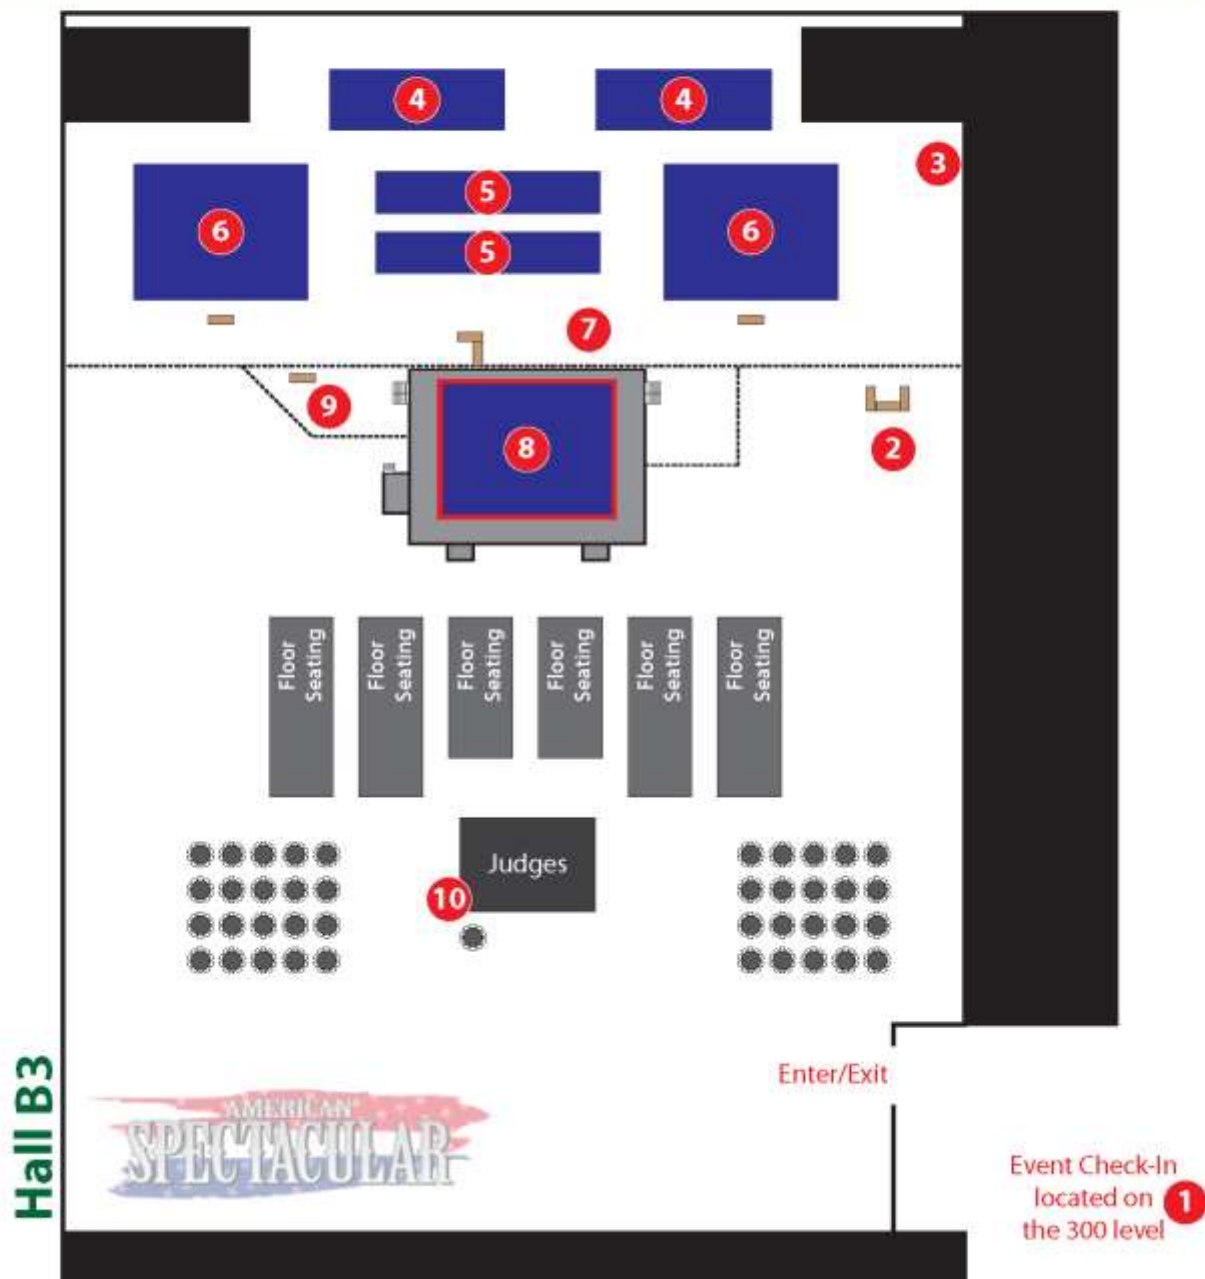 4
4
3
5
6
6
5
7
9
8
2
Floor
Seating
Floor
Seating
Floor
Seating
Floor
Seating
Floor
Seating
Floor
Seating
Judges
10
Enter/Exit
Hall B3
AMERICAN
SPECTACULAR
Event Check-In
located on
the 300 level
1